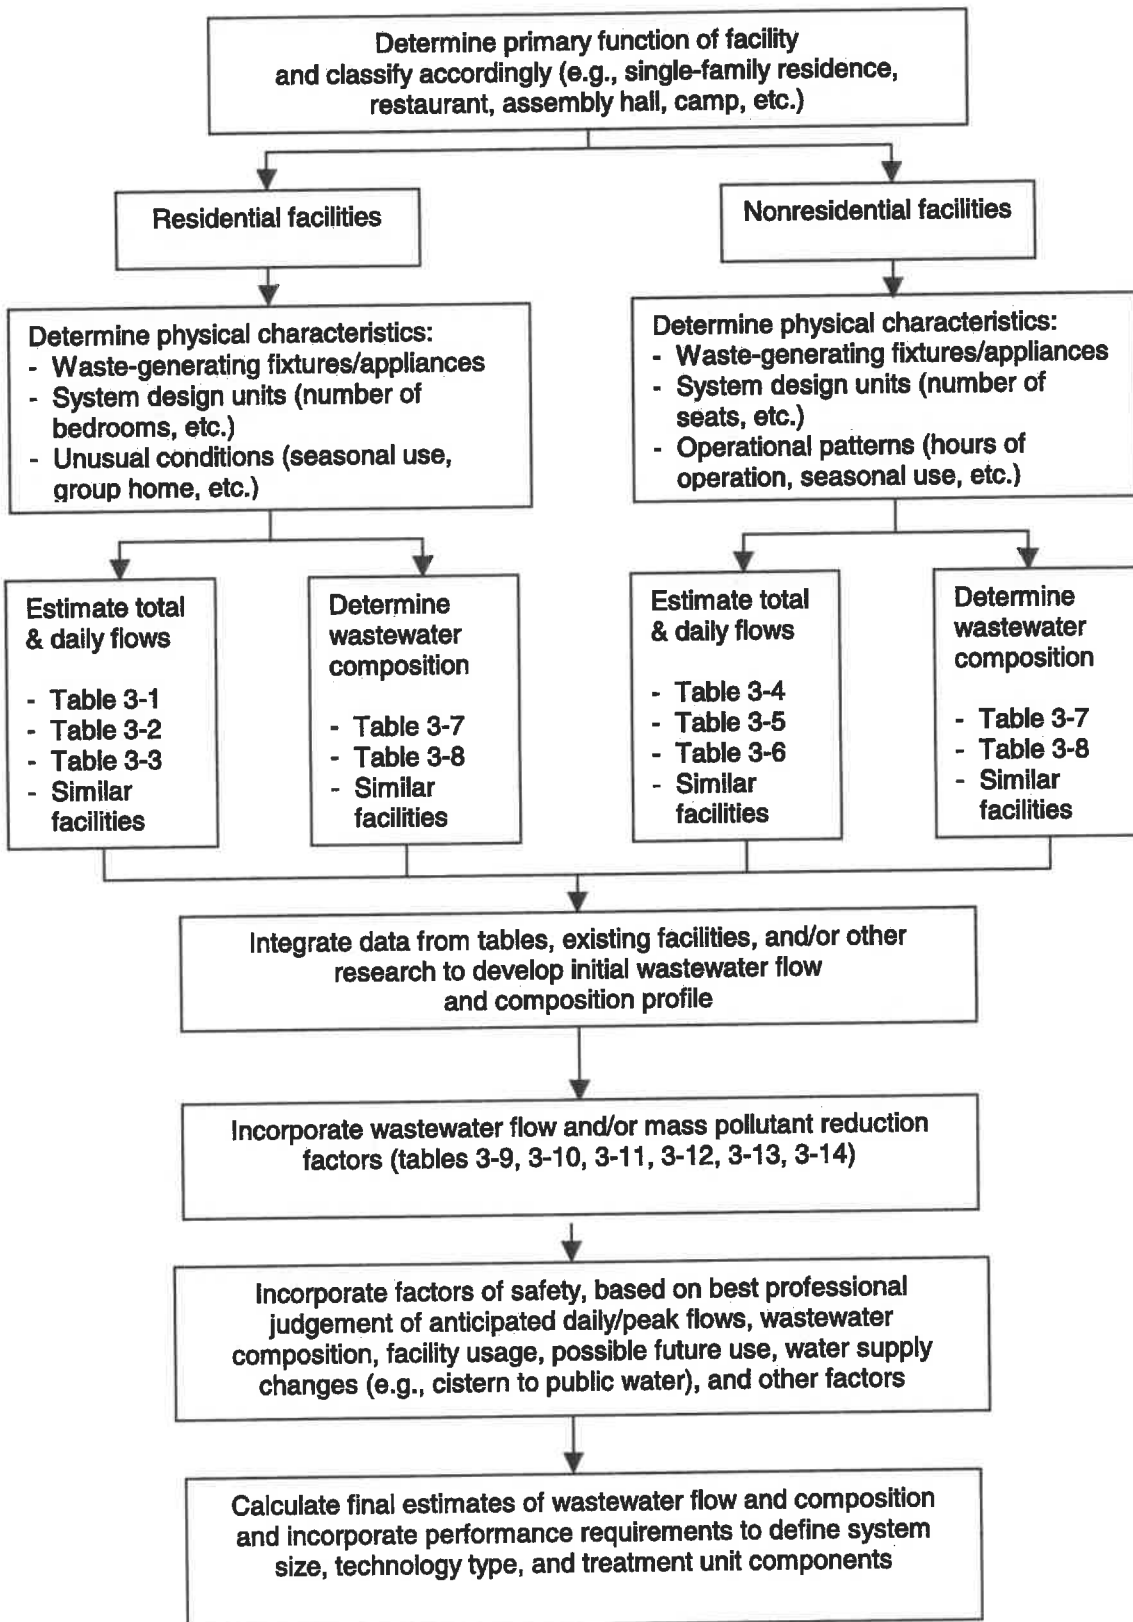 Determine primary function of facility
and classify accordingly (e.g., single-family residence,
restaurant, assembly hall, camp, etc.)
Residential facilities
Nonresidential facilities
Determine physical characteristics:
- Waste-generating fixtures/appliances
- System design units (number of
bedrooms, etc.)
- Unusual conditions (seasonal use,
group home, etc.)
Determine physical characteristics:
- Waste-generating fixtures/appliances
- System design units (number of
seats, etc.)
- Operational patterns (hours of
operation, seasonal use, etc.)
Estimate total
& daily flows
- Table 3-1
- Table 3-2
- Table 3-3
- Similar
facilities
Determine
wastewater
composition
- Table 3-7
- Table 3-8
- Similar
facilities
Estimate total
& daily flows
- Table 3-4
- Table 3-5
- Table 3-6
- Similar
facilities
Determine
wastewater
composition
- Table 3-7
- Table 3-8
- Similar
facilities
Integrate data from tables, existing facilities, and/or other
research to develop initial wastewater flow
and composition profile
Incorporate wastewater flow and/or mass pollutant reduction
factors (tables 3-9, 3-10, 3-11, 3-12, 3-13, 3-14)
Incorporate factors of safety, based on best professional
judgement of anticipated daily/peak flows, wastewater
composition, facility usage, possible future use, water supply
changes (e.g., cistern to public water), and other factors
Calculate final estimates of wastewater flow and composition
and incorporate performance requirements to define system
size, technology type, and treatment unit components